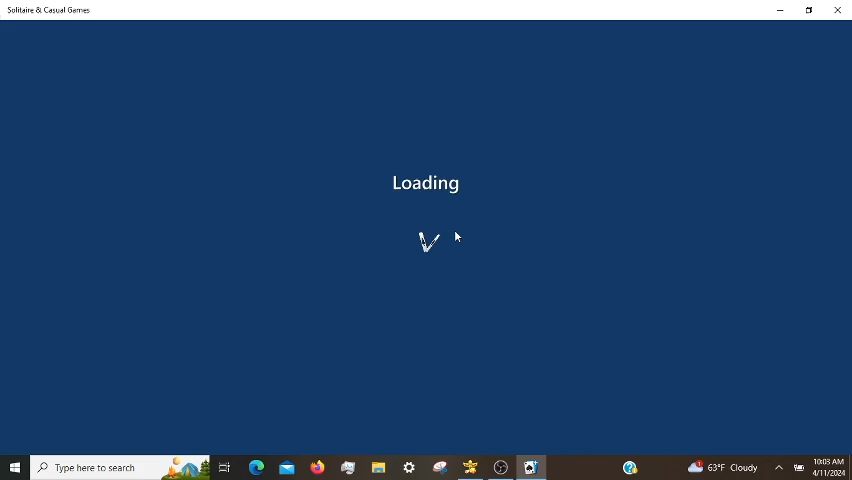 Solitaire & Casual Games
Loading
Type here to search
63°F Cloudy
10:03 AM
4/11/2024